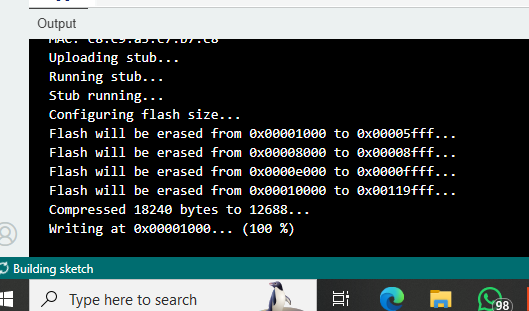 Output
Uploading stub...
Running stub...
Stub running...
Configuring flash size...
Flash will be erased from 0x00001000 to 0x00005fff...
Flash will be erased from 0x00008000 to 0x00008fff...
Flash will be erased from 0x0000e000 to 0x0000ffff...
Flash will be erased from 0x00010000 to 0x00119fff...
Compressed 18240 bytes to 12688...
Writing at 0x00001000... (100 %)
Building sketch
Type here to search
98